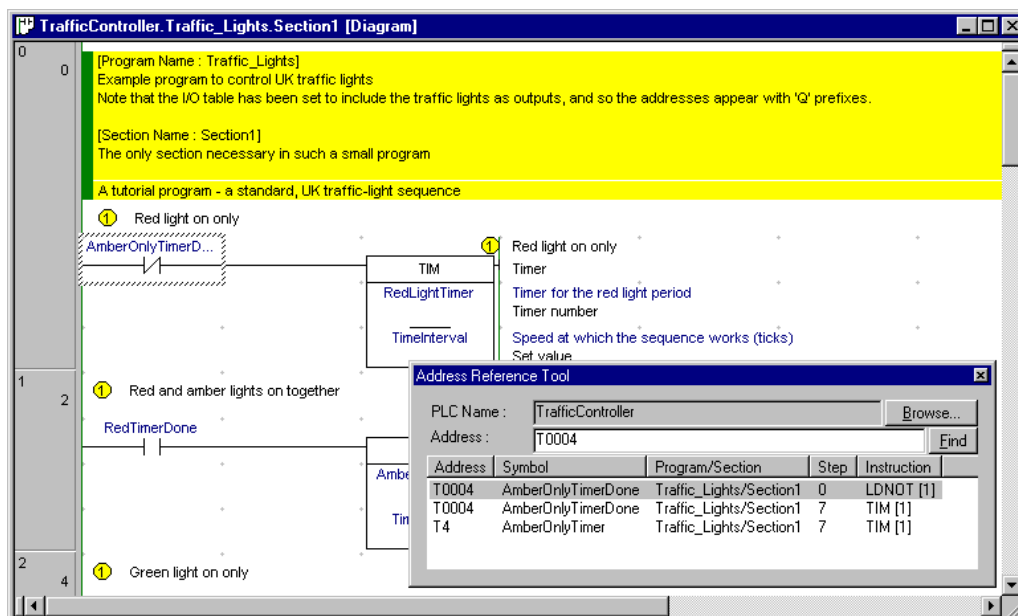 TrafficController.Traffic_Lights.Section1 [Diagram]
0
0
[Program Name : Traffic_Lights]
Example program to control UK traffic lights
Note that the I/O table has been set to include the traffic lights as outputs, and so the addresses appear with 'Q' prefixes.
[Section Name : Section1]
The only section necessary in such a small program
A tutorial program - a standard, UK traffic-light sequence
1 Red light on only
AmberOnlyTimerD...
1 Red light on only
TIM Timer
RedLightTimer Timer for the red light period
Timer number
TimeInterval Speed at which the sequence works (ticks)
Set value
1
2
1 Red and amber lights on together
RedTimerDone
Ambe
Tim
Address Reference Tool
PLC Name : TrafficController Browse...
Address : T0004 Find
Address Symbol Program/Section Step Instruction
T0004 AmberOnlyTimerDone Traffic_Lights/Section1 0 LDNOT [1]
T0004 AmberOnlyTimerDone Traffic_Lights/Section1 7 TIM [1]
T4 AmberOnlyTimer Traffic_Lights/Section1 7 TIM [1]
2
4
1 Green light on only